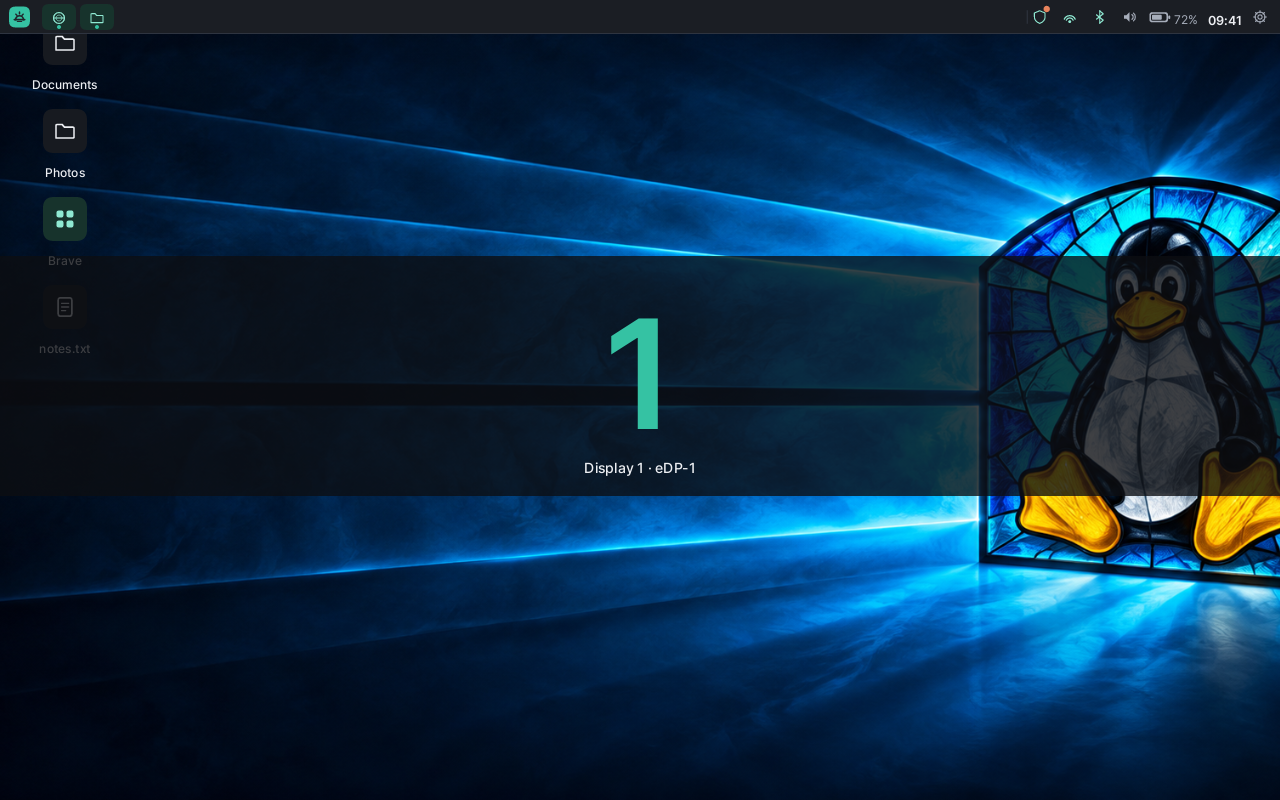 72%
09:41
Documents
Photos
Brave
notes.txt
1
Display 1 · eDP-1